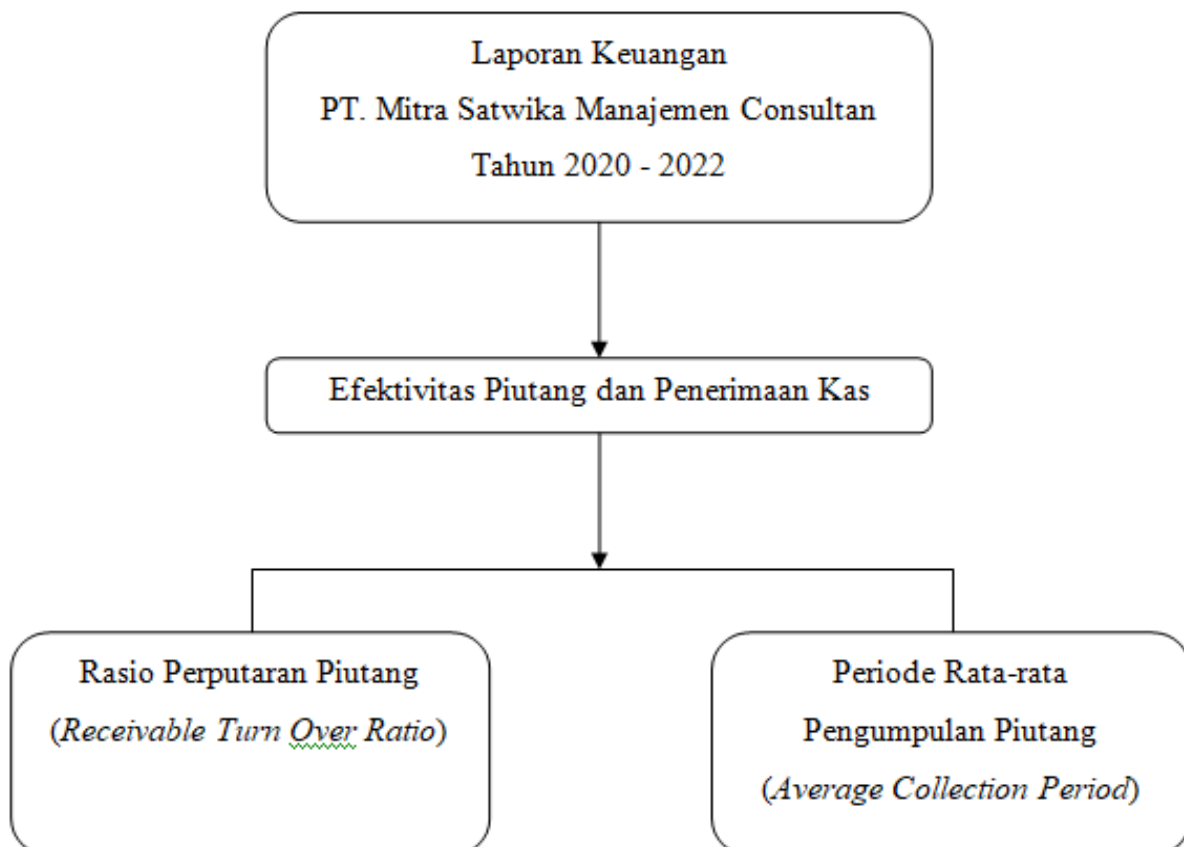 Laporan Keuangan
PT. Mitra Satwika Manajemen Consultan
Tahun 2020 - 2022
Efektivitas Piutang dan Penerimaan Kas
Rasio Perputaran Piutang
(Receivable Turn Over Ratio)
Periode Rata-rata
Pengumpulan Piutang
(Average Collection Period)